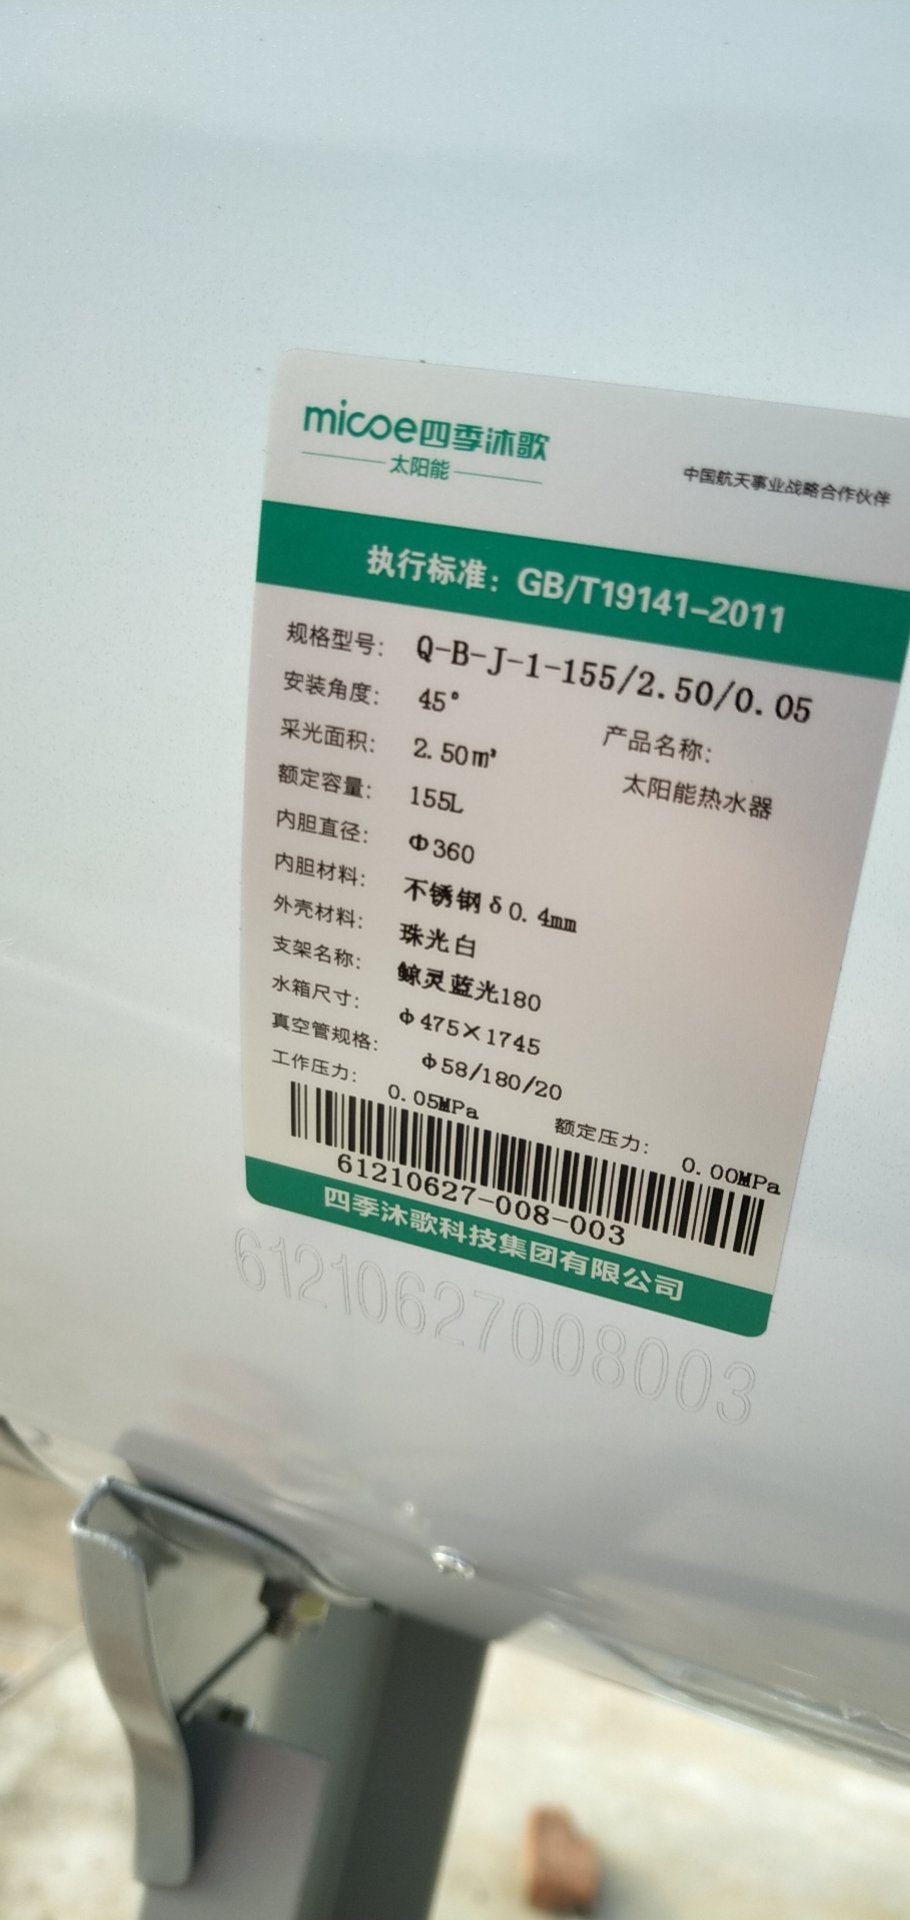 micoe四季沐歌
太阳能
中国航天事业战略合作伙伴
执行标准：GB/T19141-2011
规格型号：Q-B-J-1-155/2.50/0.05
安装角度：45°
产品名称：
采光面积：2.50㎡
太阳能热水器
额定容量：155L
内胆直径：Φ360
内胆材料：不锈钢δ0.4mm
外壳材料：珠光白
支架名称：鲸灵蓝光180
水箱尺寸：Φ475×1745
真空管规格：Φ58/180/20
工作压力：0.05MPa 额定压力：0.00MPa
61210627-008-003
四季沐歌科技集团有限公司
61210627008003